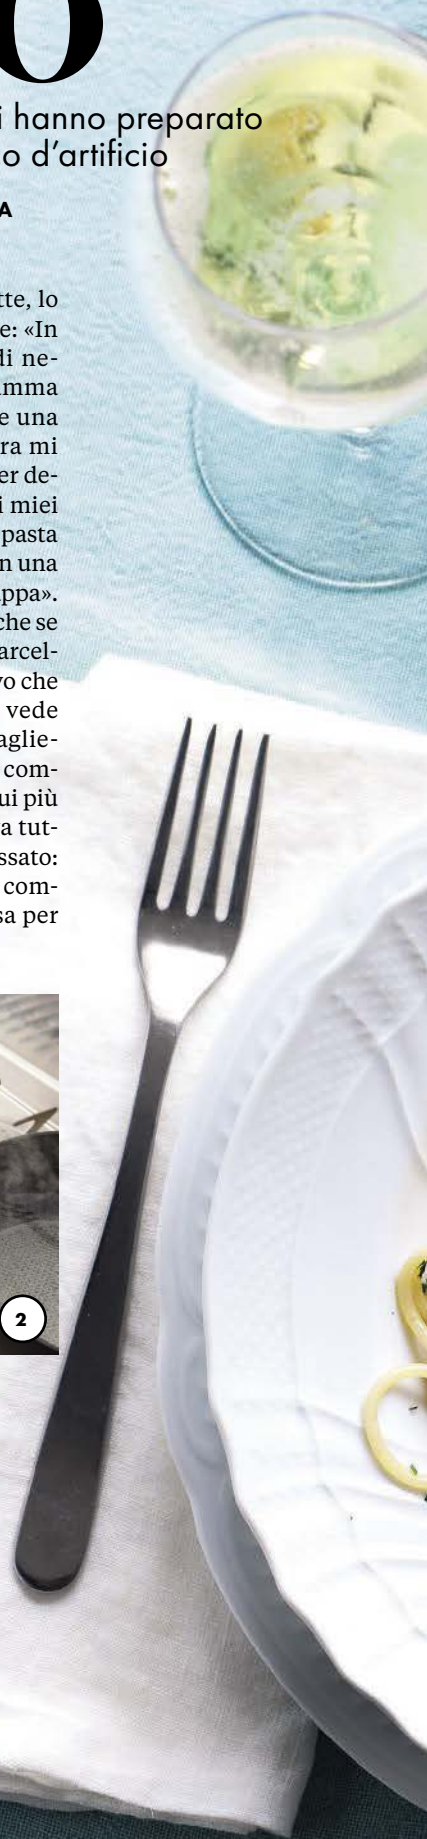 o
i hanno preparato
o d'artificio
A
tte, lo
e: «In
di ne-
mma
e una
ra mi
er de-
i miei
pasta
n una
ppa».
che se
arcel-
vo che
vede
aglie-
com-
ui più
a tut-
ssato:
com-
sa per
2